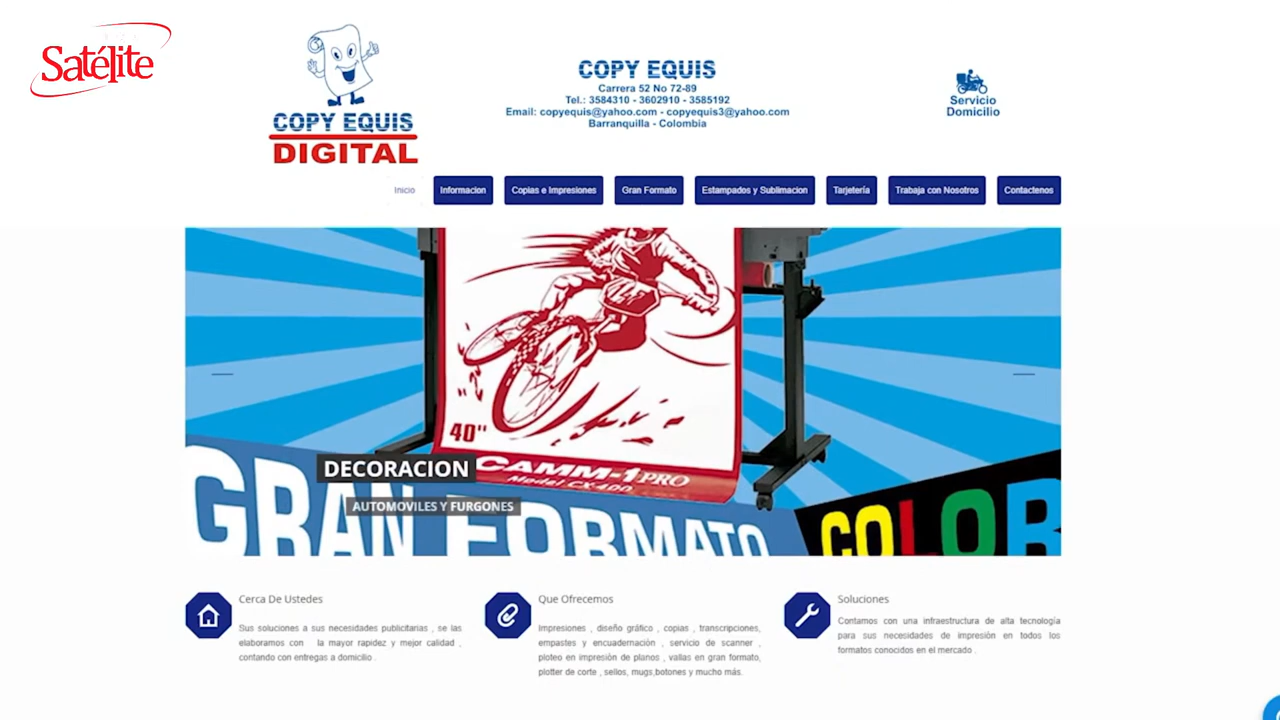 Satélite
COPY EQUIS
DIGITAL
COPY EQUIS
Carrera 52 No 72-89
Tel.: 3584310 - 3602910 - 3585192
Email: copyequis@yahoo.com - copyequis3@yahoo.com
Barranquilla - Colombia
Servicio
Domicilio
Inicio
Informacion
Copias e Impresiones
Gran Formato
Estampados y Sublimacion
Tarjetería
Trabaja con Nosotros
Contactenos
40"
CAMM-1 PRO
Model CX-400
DECORACION
AUTOMOVILES Y FURGONES
GRAN FORMATO
COLOR
Cerca De Ustedes
Sus soluciones a sus necesidades publicitarias , se las
elaboramos con la mayor rapidez y mejor calidad ,
contando con entregas a domicilio .
Que Ofrecemos
Impresiones , diseño gráfico , copias , transcripciones,
empastes y encuadernación , servicio de scanner ,
ploteo en impresión de planos , vallas en gran formato,
plotter de corte , sellos, mugs,botones y mucho más.
Soluciones
Contamos con una infraestructura de alta tecnología
para sus necesidades de impresión en todos los
formatos conocidos en el mercado .